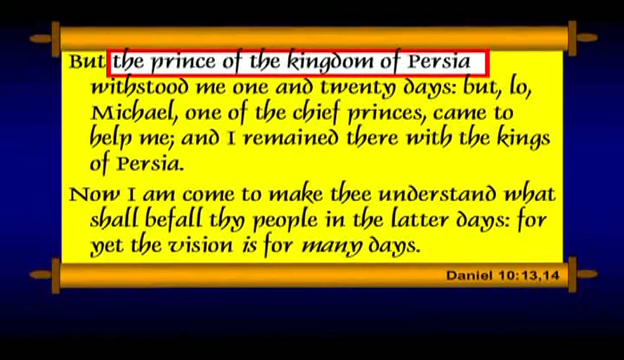 But the prince of the kingdom of Persia
withstood me one and twenty days: but, lo,
Michael, one of the chief princes, came to
help me; and I remained there with the kings
of Persia.
Now I am come to make thee understand what
shall befall thy people in the latter days: for
yet the vision is for many days.
Daniel 10:13,14